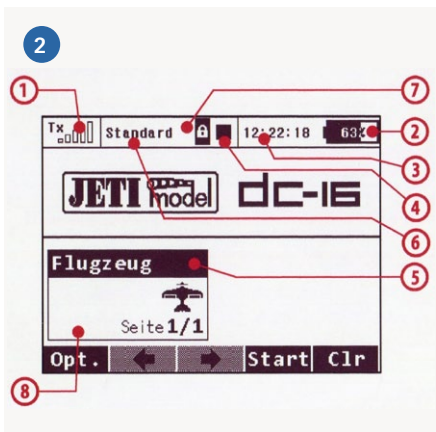 2
1
7
Tx Standard 12:22:18 63%
2
3
4
JETI model dc-16
6
Flugzeug
5
Seite 1/1
Opt. Start Clr
8